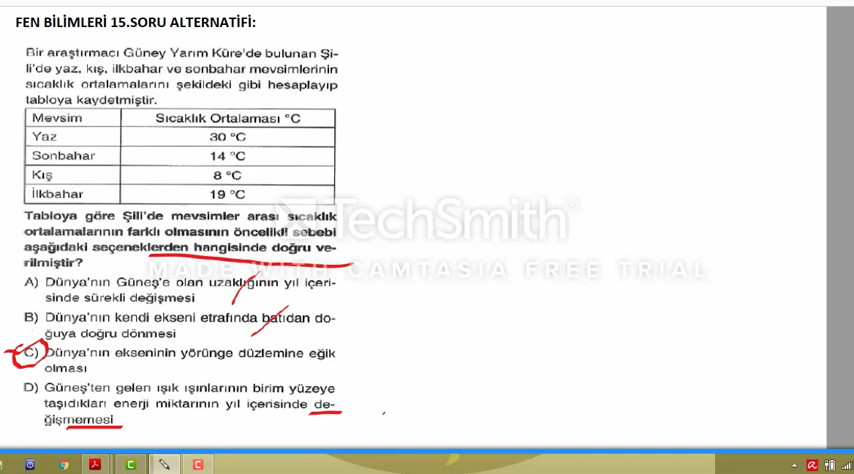 FEN BİLİMLERİ 15.SORU ALTERNATİFİ:
Bir araştırmacı Güney Yarım Küre'de bulunan Şi-
li'de yaz, kış, ilkbahar ve sonbahar mevsimlerinin
sıcaklık ortalamalarını şekildeki gibi hesaplayıp
tabloya kaydetmiştir.
Mevsim Sıcaklık Ortalaması °C
Yaz 30 °C
Sonbahar 14 °C
Kış 8 °C
İlkbahar 19 °C
Tabloya göre Şili'de mevsimler arası sıcaklık
ortalamalarının farklı olmasının öncelikli sebebi
aşağıdaki seçeneklerden hangisinde doğru ve-
rilmiştir?
A) Dünya'nın Güneş'e olan uzaklığının yıl içeri-
sinde sürekli değişmesi
B) Dünya'nın kendi ekseni etrafında batıdan do-
ğuya doğru dönmesi
C) Dünya'nın ekseninin yörünge düzlemine eğik
olması
D) Güneş'ten gelen ışık ışınlarının birim yüzeye
taşıdıkları enerji miktarının yıl içerisinde de-
ğişmemesi
TechSmith
MADE WITH CAMTASIA FREE TRIAL